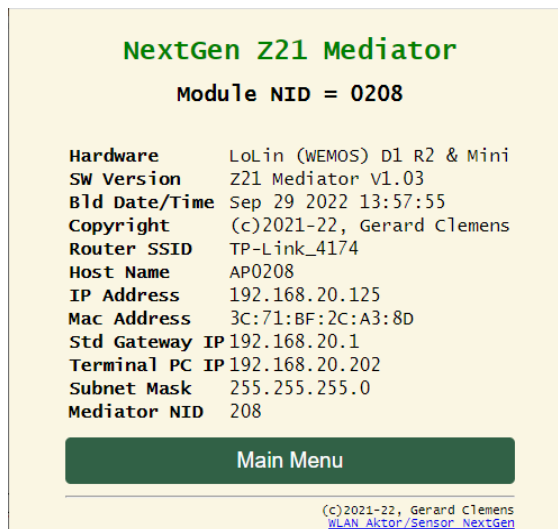 NextGen Z21 Mediator
Module NID = 0208
Hardware LoLin (WEMOS) D1 R2 & Mini
SW Version Z21 Mediator V1.03
Bld Date/Time Sep 29 2022 13:57:55
Copyright (c)2021-22, Gerard Clemens
Router SSID TP-Link_4174
Host Name AP0208
IP Address 192.168.20.125
Mac Address 3C:71:BF:2C:A3:8D
Std Gateway IP 192.168.20.1
Terminal PC IP 192.168.20.202
Subnet Mask 255.255.255.0
Mediator NID 208
Main Menu
(c)2021-22, Gerard Clemens
WLAN Aktor/Sensor NextGen